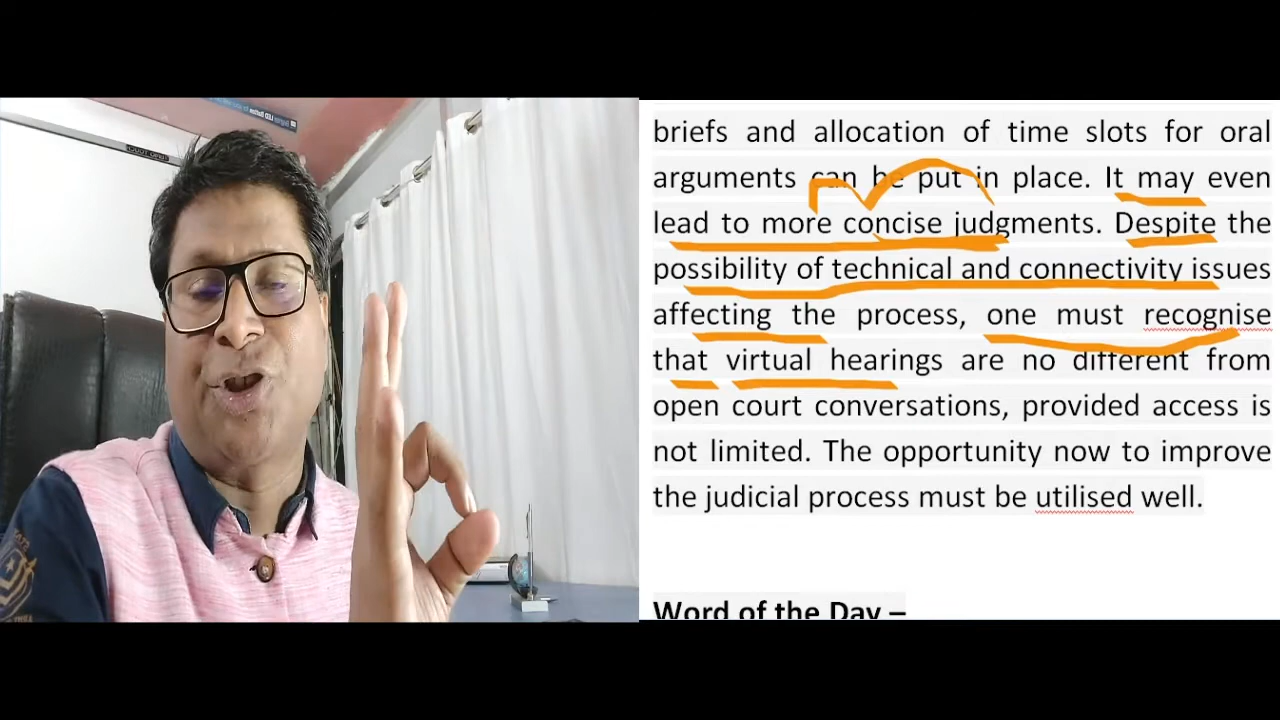 briefs and allocation of time slots for oral
arguments can be put in place. It may even
lead to more concise judgments. Despite the
possibility of technical and connectivity issues
affecting the process, one must recognise
that virtual hearings are no different from
open court conversations, provided access is
not limited. The opportunity now to improve
the judicial process must be utilised well.
Word of the Day –